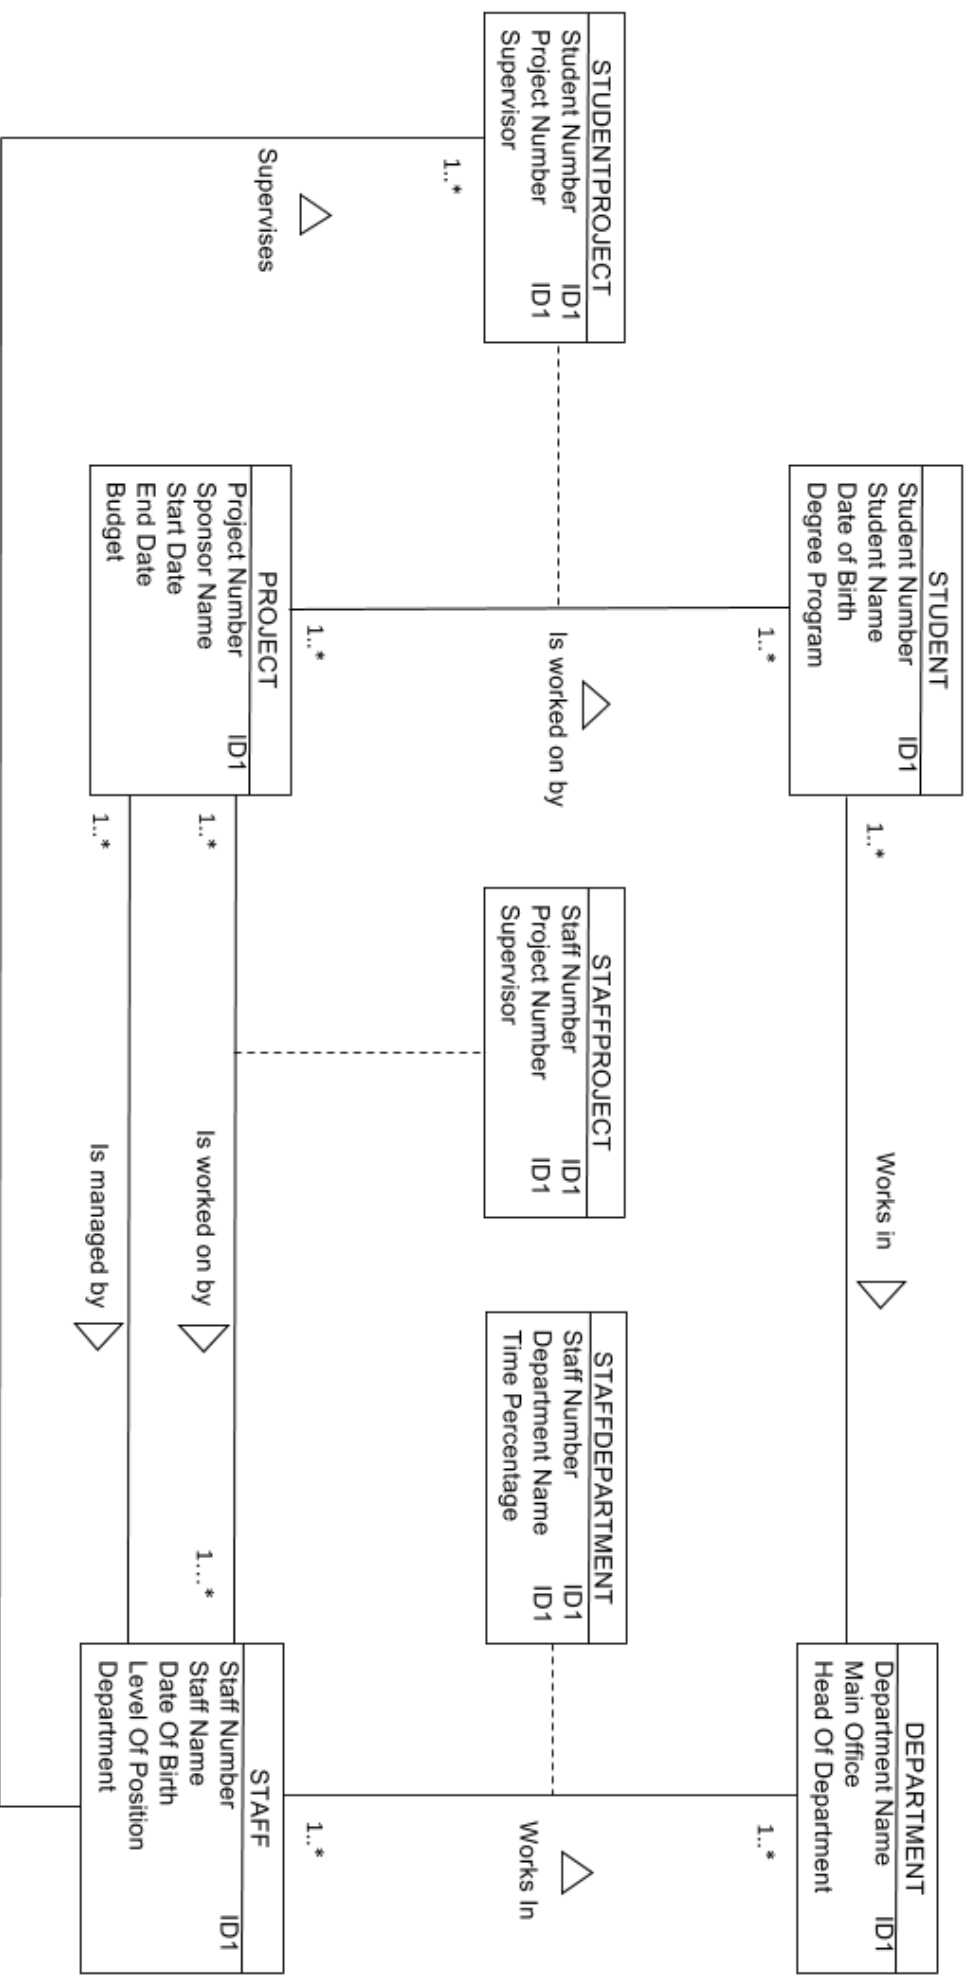 STUDENT
Student Number ID1
Student Name
Date of Birth
Degree Program
1..*
Works in
DEPARTMENT
Department Name ID1
Main Office
Head Of Department
1..*
1..*
Is worked on by
STUDENTPROJECT
Student Number ID1
Project Number ID1
Supervisor
STAFFPROJECT
Staff Number ID1
Project Number ID1
Supervisor
STAFFDEPARTMENT
Staff Number ID1
Department Name ID1
Time Percentage
Works In
1..*
Supervises
1..*
1..*
PROJECT
Project Number ID1
Sponsor Name
Start Date
End Date
Budget
1..*
Is worked on by
1...*
1..*
Is managed by
STAFF
Staff Number ID1
Staff Name
Date Of Birth
Level Of Position
Department